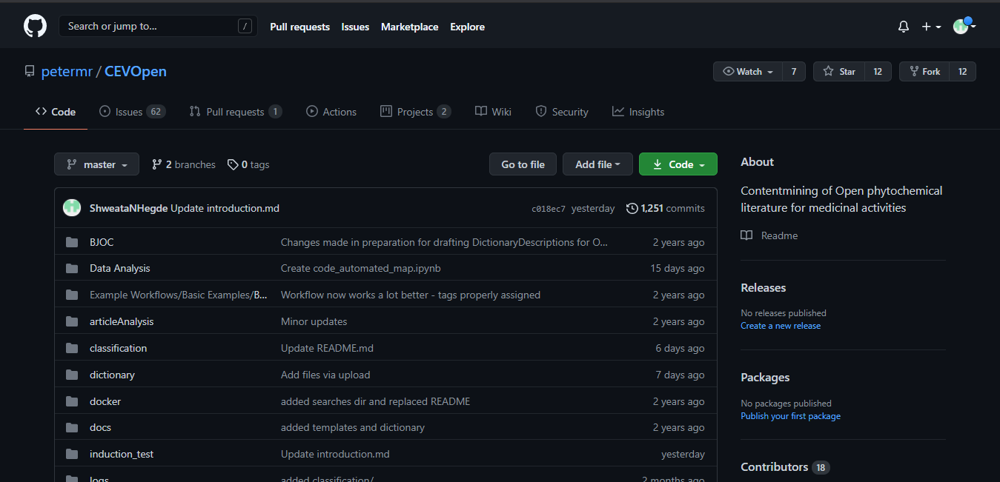 Search or jump to... /
Pull requests Issues Marketplace Explore
petermr / CEVOpen
Watch 7 Star 12 Fork 12
Code Issues 62 Pull requests 1 Actions Projects 2 Wiki Security Insights
master 2 branches 0 tags
Go to file Add file Code
ShweataNHegde Update introduction.md c018ec7 yesterday 1,251 commits
BJOC Changes made in preparation for drafting DictionaryDescriptions for O... 2 years ago
Data Analysis Create code_automated_map.ipynb 15 days ago
Example Workflows/Basic Examples/B... Workflow now works a lot better - tags properly assigned 2 years ago
articleAnalysis Minor updates 2 years ago
classification Update README.md 6 days ago
dictionary Add files via upload 7 days ago
docker added searches dir and replaced README 2 years ago
docs added templates and dictionary 2 years ago
induction_test Update introduction.md yesterday
logs added classification/ 2 months ago
About
Contentmining of Open phytochemical
literature for medicinal activities
Readme
Releases
No releases published
Create a new release
Packages
No packages published
Publish your first package
Contributors 18